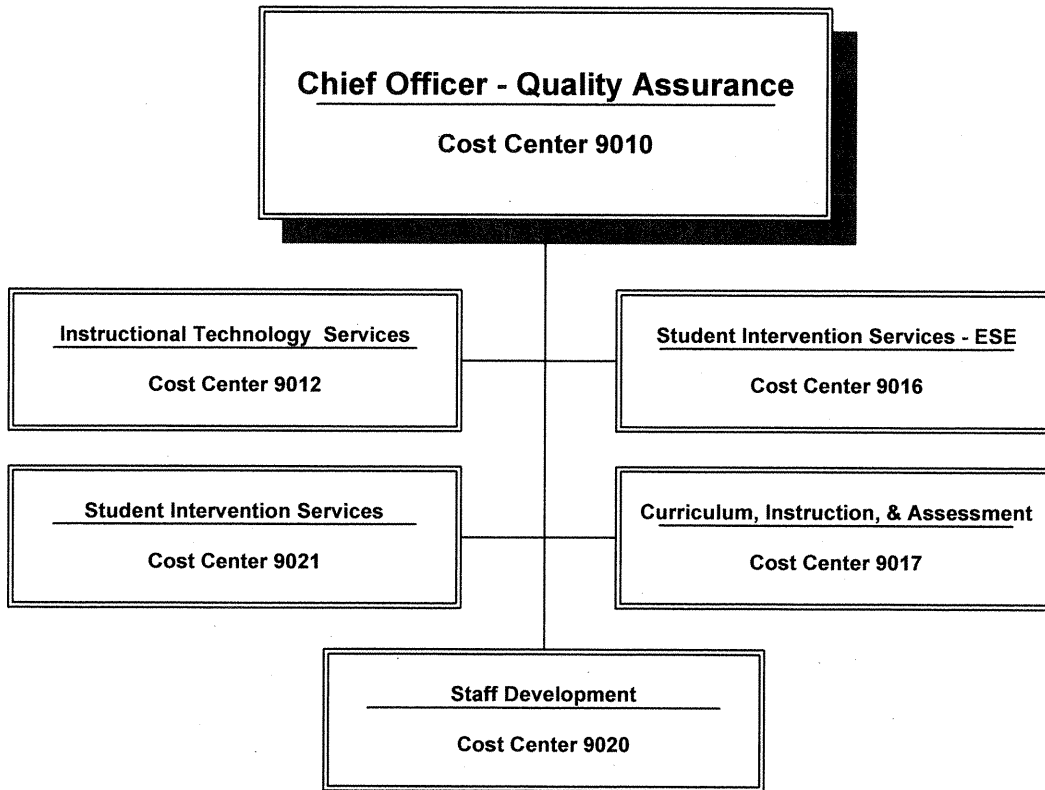 Chief Officer - Quality Assurance
Cost Center 9010
Instructional Technology Services
Cost Center 9012
Student Intervention Services - ESE
Cost Center 9016
Student Intervention Services
Cost Center 9021
Curriculum, Instruction, & Assessment
Cost Center 9017
Staff Development
Cost Center 9020